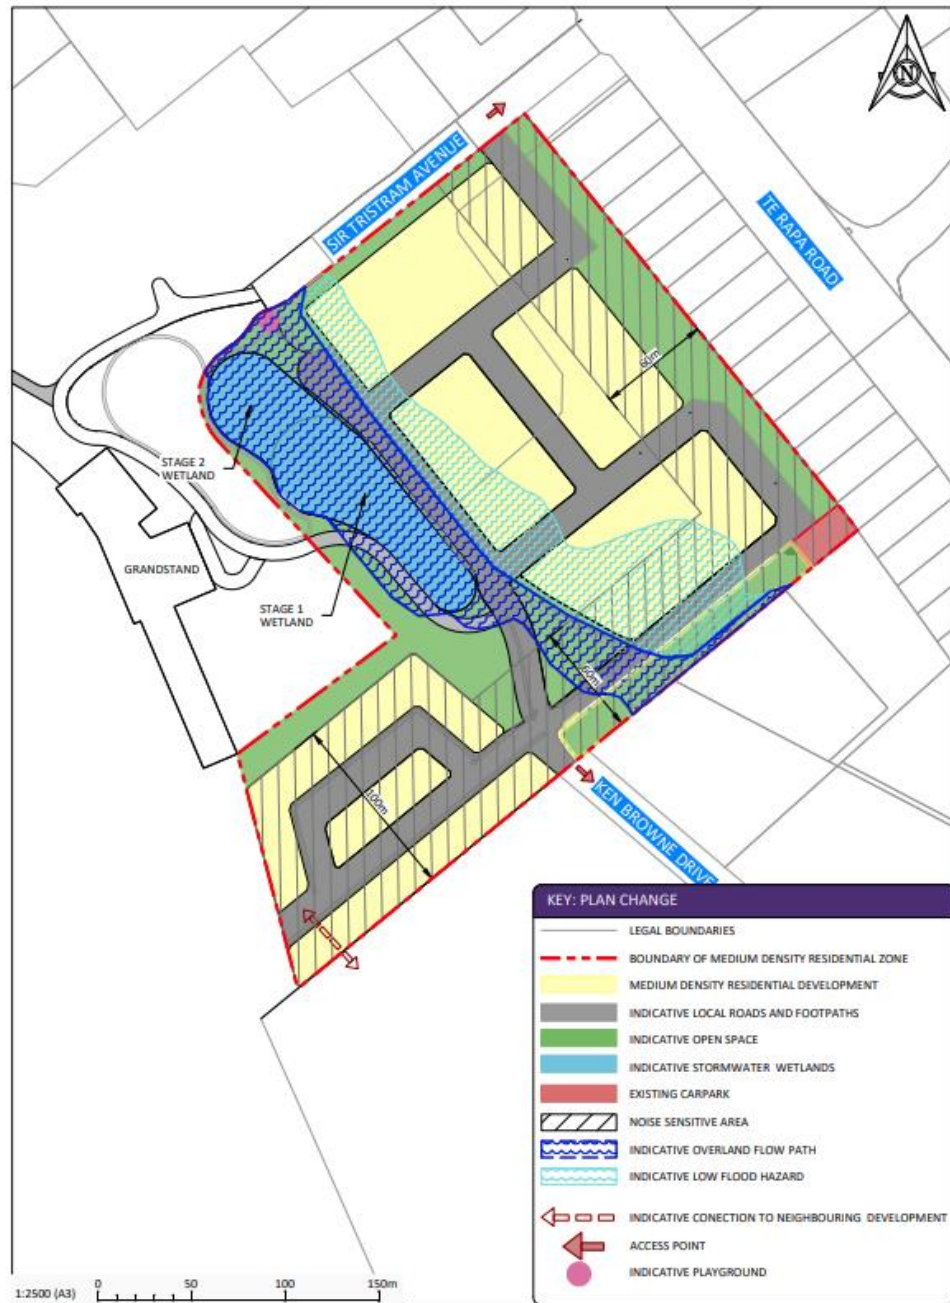 N
SIR TRISTRAM AVENUE
TE RAPA ROAD
60m
STAGE 2
WETLAND
GRANDSTAND
STAGE 1
WETLAND
60m
100m
KEN BROWNE DRIVE
KEY: PLAN CHANGE
LEGAL BOUNDARIES
BOUNDARY OF MEDIUM DENSITY RESIDENTIAL ZONE
MEDIUM DENSITY RESIDENTIAL DEVELOPMENT
INDICATIVE LOCAL ROADS AND FOOTPATHS
INDICATIVE OPEN SPACE
INDICATIVE STORMWATER WETLANDS
EXISTING CARPARK
NOISE SENSITIVE AREA
INDICATIVE OVERLAND FLOW PATH
INDICATIVE LOW FLOOD HAZARD
INDICATIVE CONECTION TO NEIGHBOURING DEVELOPMENT
ACCESS POINT
INDICATIVE PLAYGROUND
1:2500 (A3) 0 50 100 150m